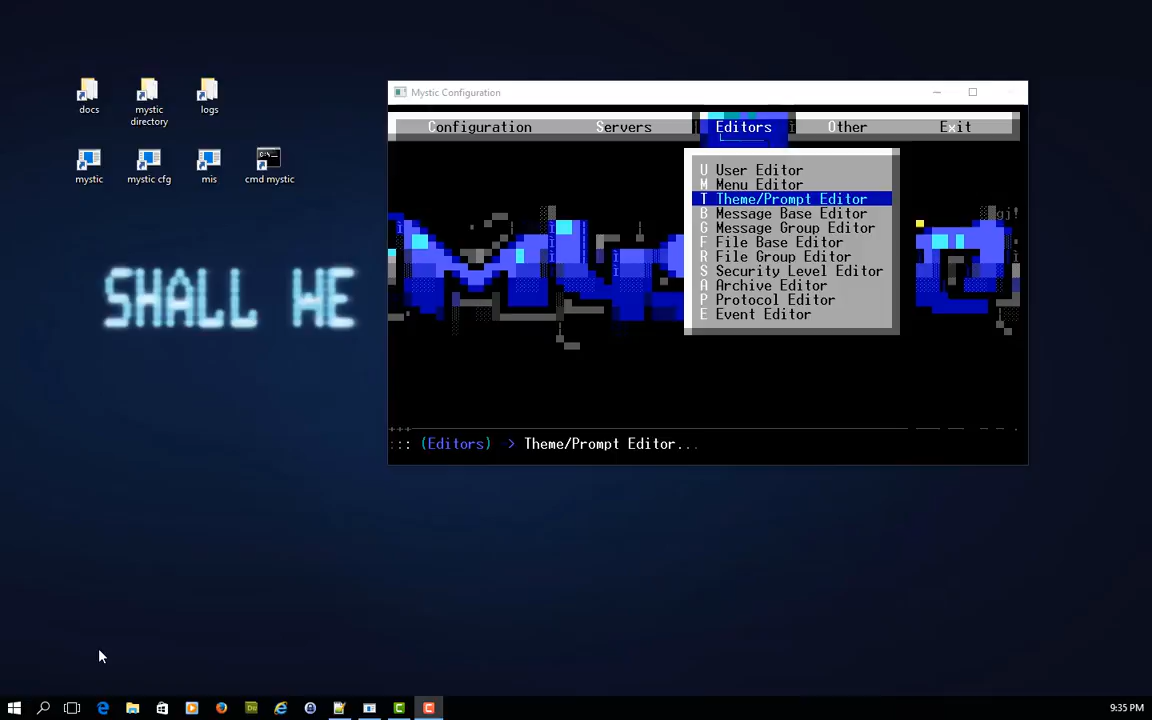 docs
mystic directory
logs
mystic
mystic cfg
mis
cmd mystic
SHALL WE
Mystic Configuration
Configuration Servers Editors Other Exit
U User Editor
M Menu Editor
T Theme/Prompt Editor
B Message Base Editor
G Message Group Editor
F File Base Editor
R File Group Editor
S Security Level Editor
A Archive Editor
P Protocol Editor
E Event Editor
gj!
::: (Editors) > Theme/Prompt Editor...
9:35 PM